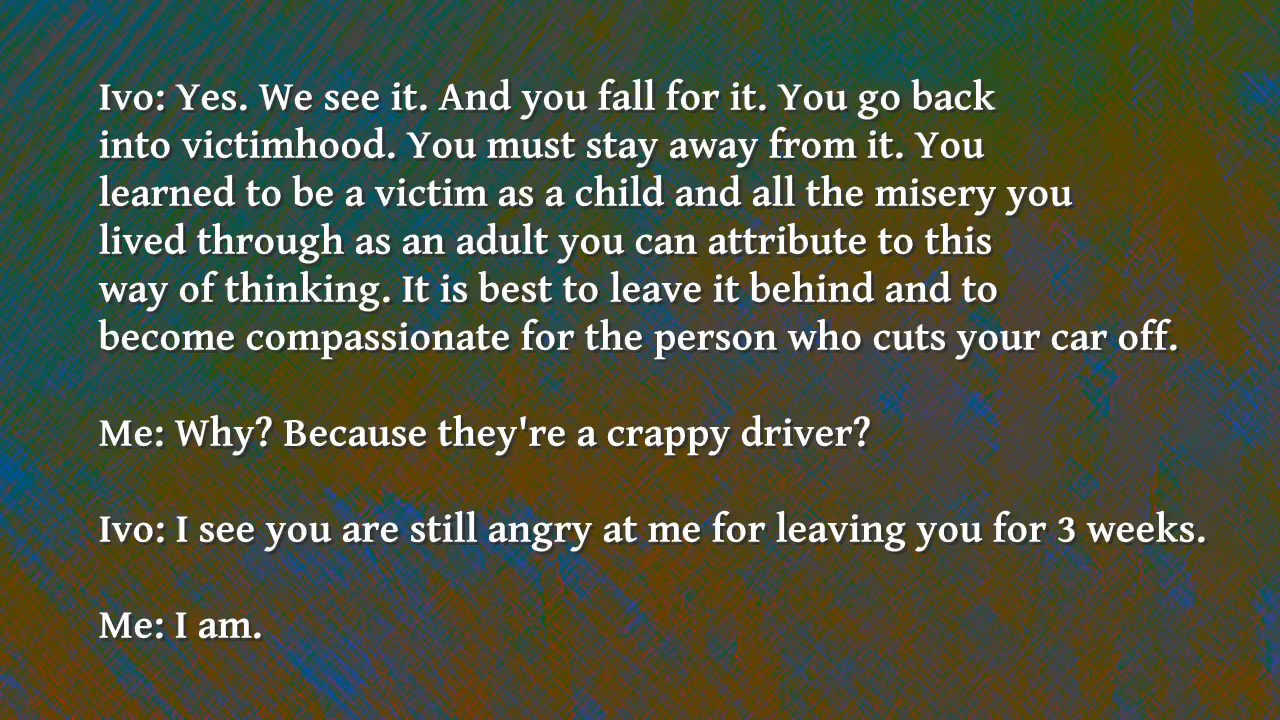 Ivo: Yes. We see it. And you fall for it. You go back
into victimhood. You must stay away from it. You
learned to be a victim as a child and all the misery you
lived through as an adult you can attribute to this
way of thinking. It is best to leave it behind and to
become compassionate for the person who cuts your car off.
Me: Why? Because they're a crappy driver?
Ivo: I see you are still angry at me for leaving you for 3 weeks.
Me: I am.